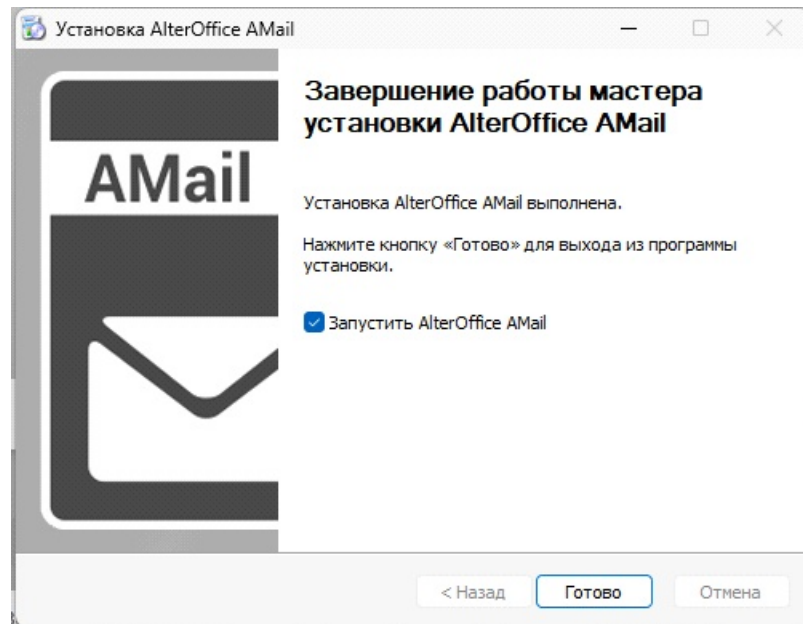 Установка AlterOffice AMail
AMail
Завершение работы мастера
установки AlterOffice AMail
Установка AlterOffice AMail выполнена.
Нажмите кнопку «Готово» для выхода из программы
установки.
Запустить AlterOffice AMail
< Назад
Готово
Отмена